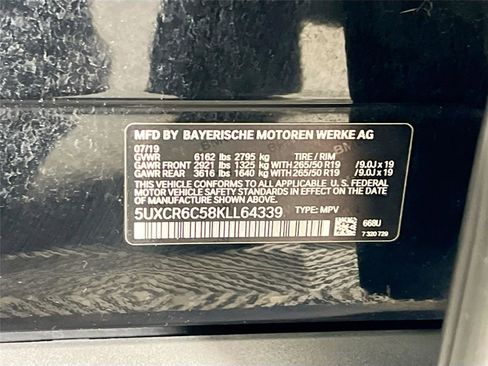 MFD BY BAYERISCHE MOTOREN WERKE AG
07/19
GVWR 6162 lbs 2795 kg TIRE / RIM
GAWR FRONT 2921 lbs 1325 kg WITH 265/50 R19 /9.0J x 19
GAWR REAR 3616 lbs 1640 kg WITH 265/50 R19 /9.0J x 19
THIS VEHICLE CONFORMS TO ALL APPLICABLE U. S. FEDERAL
MOTOR VEHICLE SAFETY STANDARDS IN EFFECT ON THE
DATE OF MANUFACTURE SHOWN ABOVE.
5UXCR6C58KLL64339 TYPE: MPV
668U
7 320 729